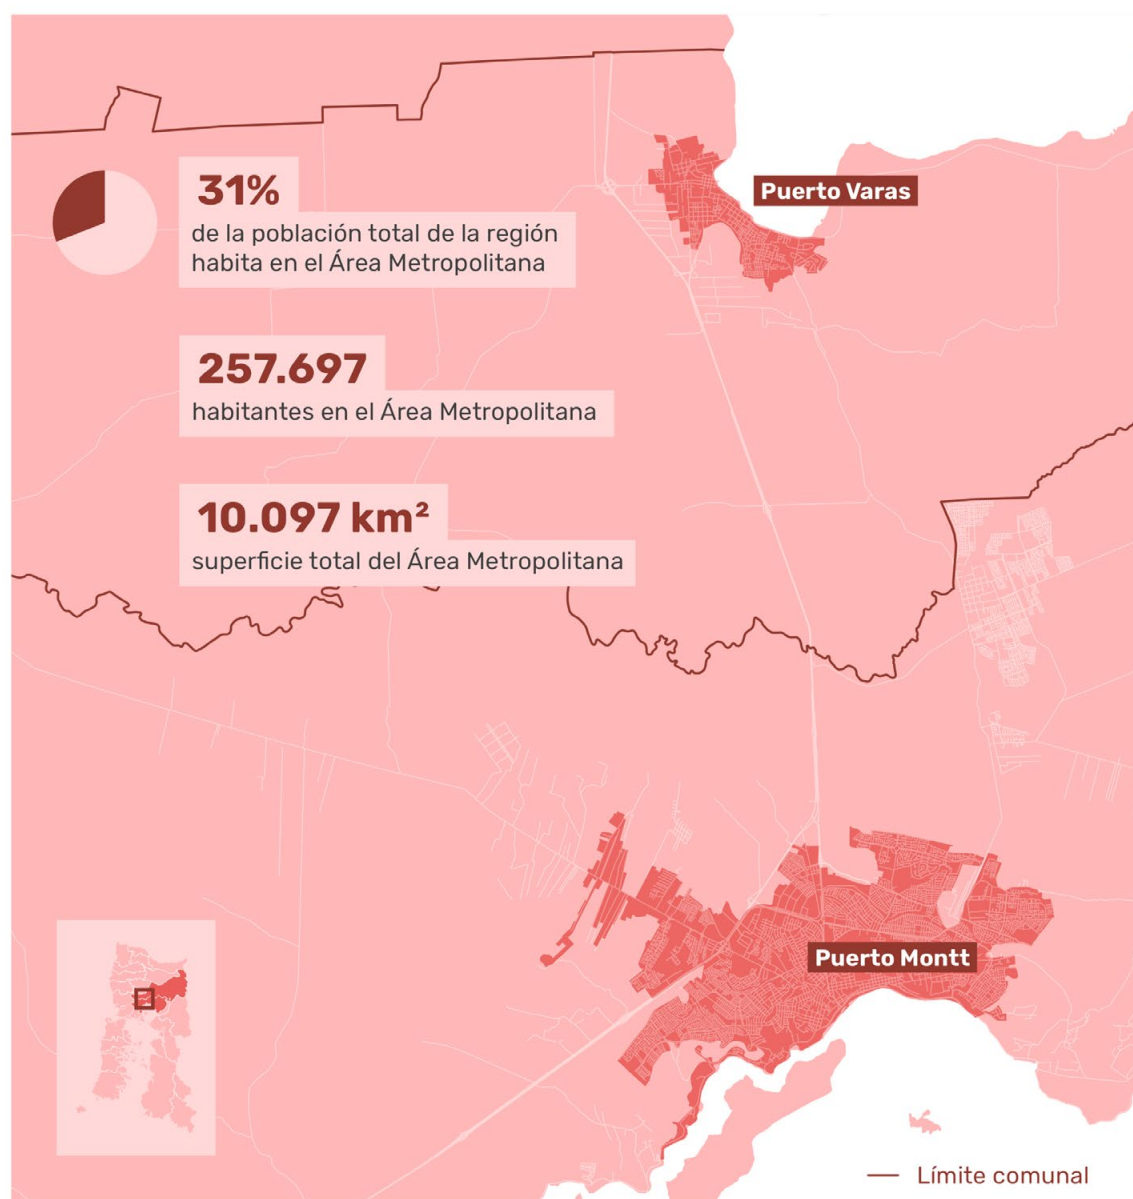 31%
de la población total de la región
habita en el Área Metropolitana
257.697
habitantes en el Área Metropolitana
10.097 km²
superficie total del Área Metropolitana
Puerto Varas
Puerto Montt
Límite comunal